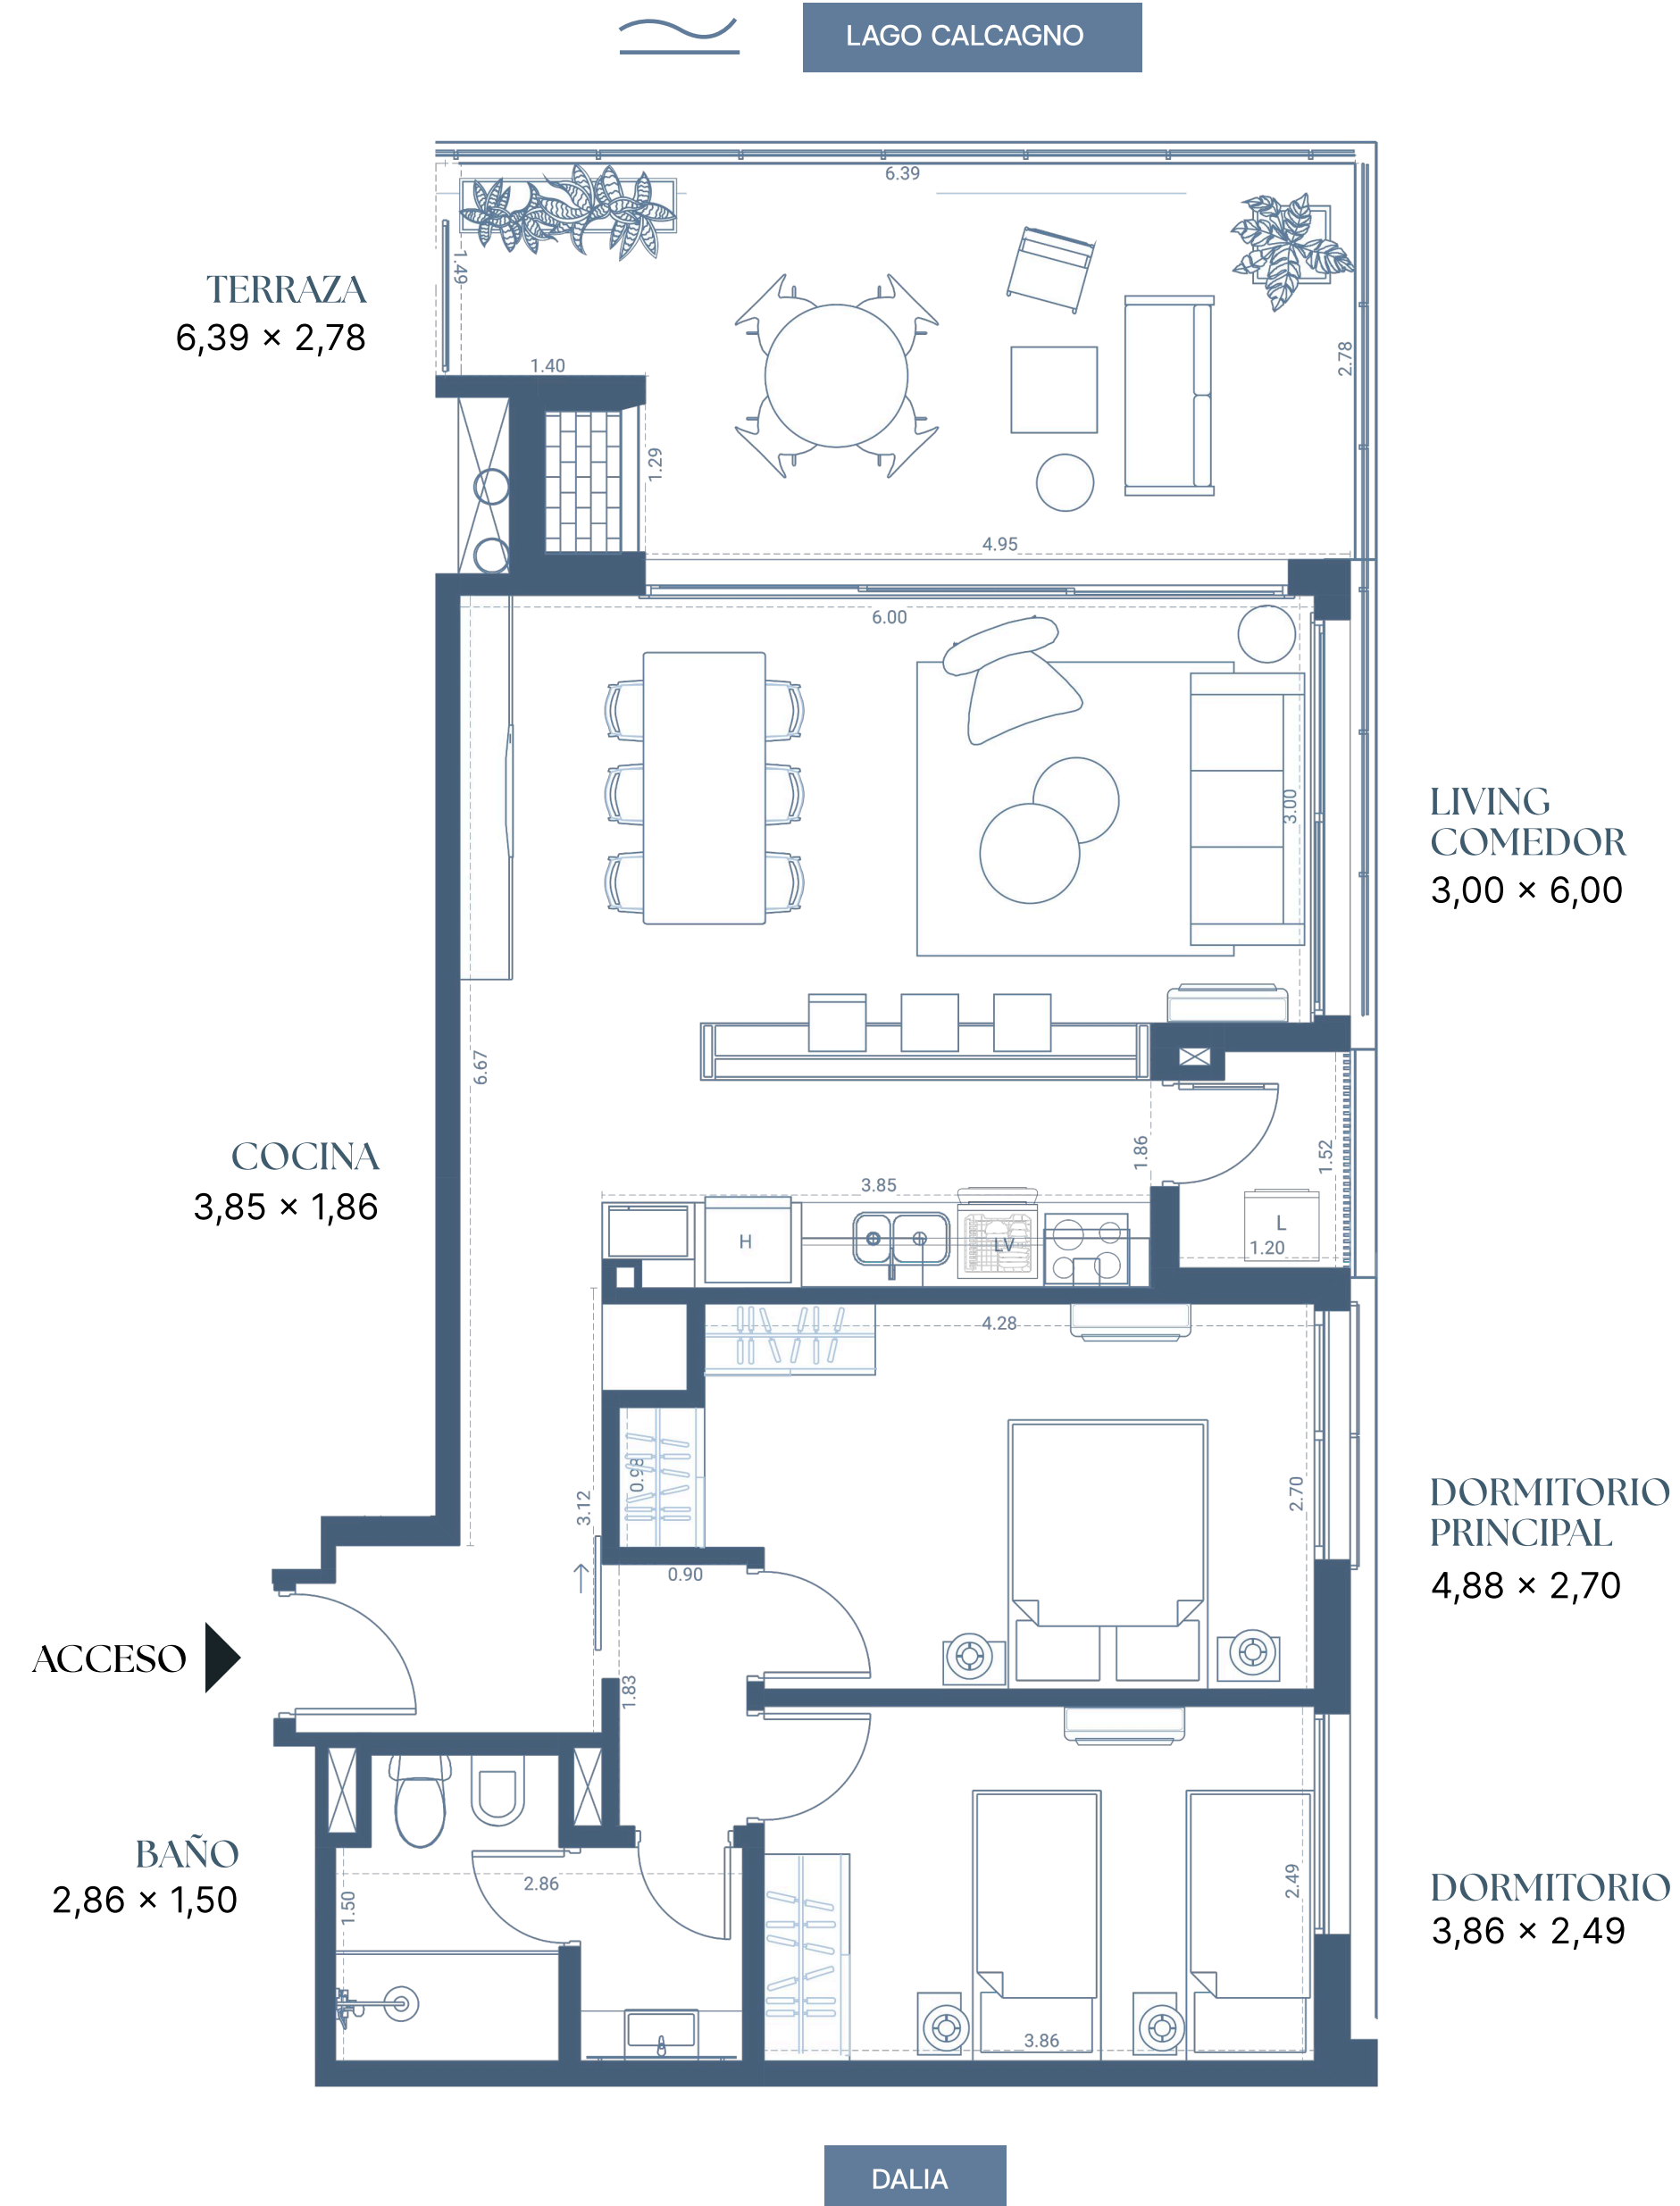 LAGO CALCAGNO
6.39
1.49
TERRAZA
6,39 × 2,78
2.78
1.40
1.29
4.95
6.00
3.00
LIVING
COMEDOR
3,00 × 6,00
6.67
COCINA
3,85 × 1,86
1.86
1.52
3.85
H
LV
L
1.20
4.28
0.98
3.12
2.70
DORMITORIO
PRINCIPAL
4,88 × 2,70
0.90
ACCESO
1.83
BAÑO
2,86 × 1,50
2.86
1.50
2.49
DORMITORIO
3,86 × 2,49
3.86
DALIA